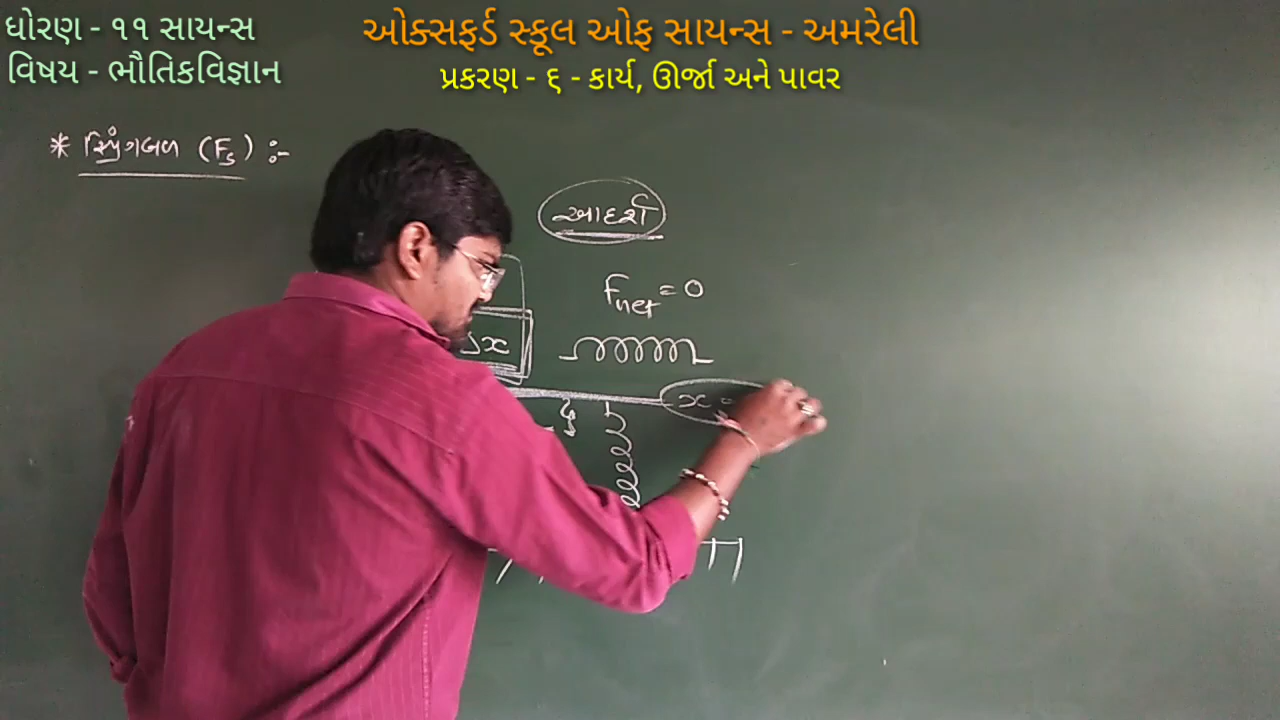 ધોરણ - ૧૧ સાયન્સ
વિષય - ભૌતિકવિજ્ઞાન
ઓક્સફર્ડ સ્કૂલ ઓફ સાયન્સ - અમરેલી
પ્રકરણ - ૬ - કાર્ય, ઊર્જા અને પાવર
* સ્પ્રિંગબળ (Fs) :-
આદર્શ
Fnet = 0
x
x =